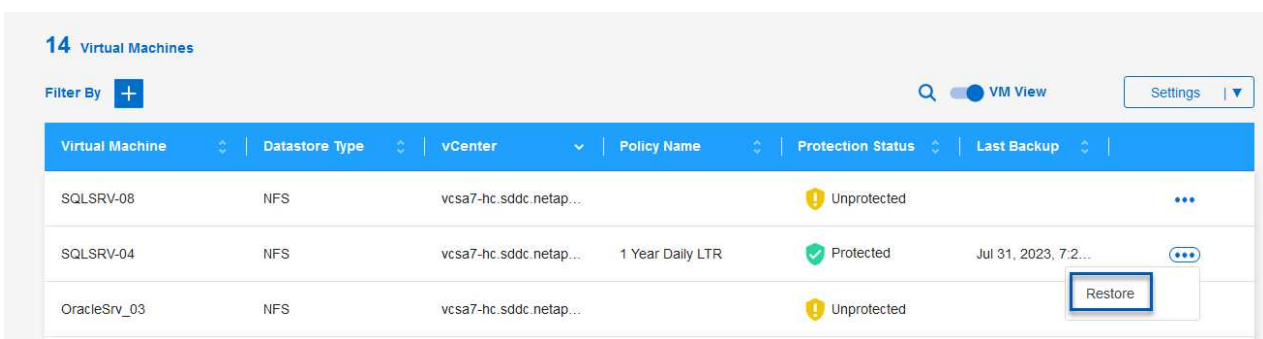 14 Virtual Machines
Filter By +
VM View
Settings | ▼
Virtual Machine Datastore Type vCenter Policy Name Protection Status Last Backup
SQLSRV-08 NFS vcsa7-hc.sddc.netap... Unprotected
SQLSRV-04 NFS vcsa7-hc.sddc.netap... 1 Year Daily LTR Protected Jul 31, 2023, 7:2...
Restore
OracleSrv_03 NFS vcsa7-hc.sddc.netap... Unprotected